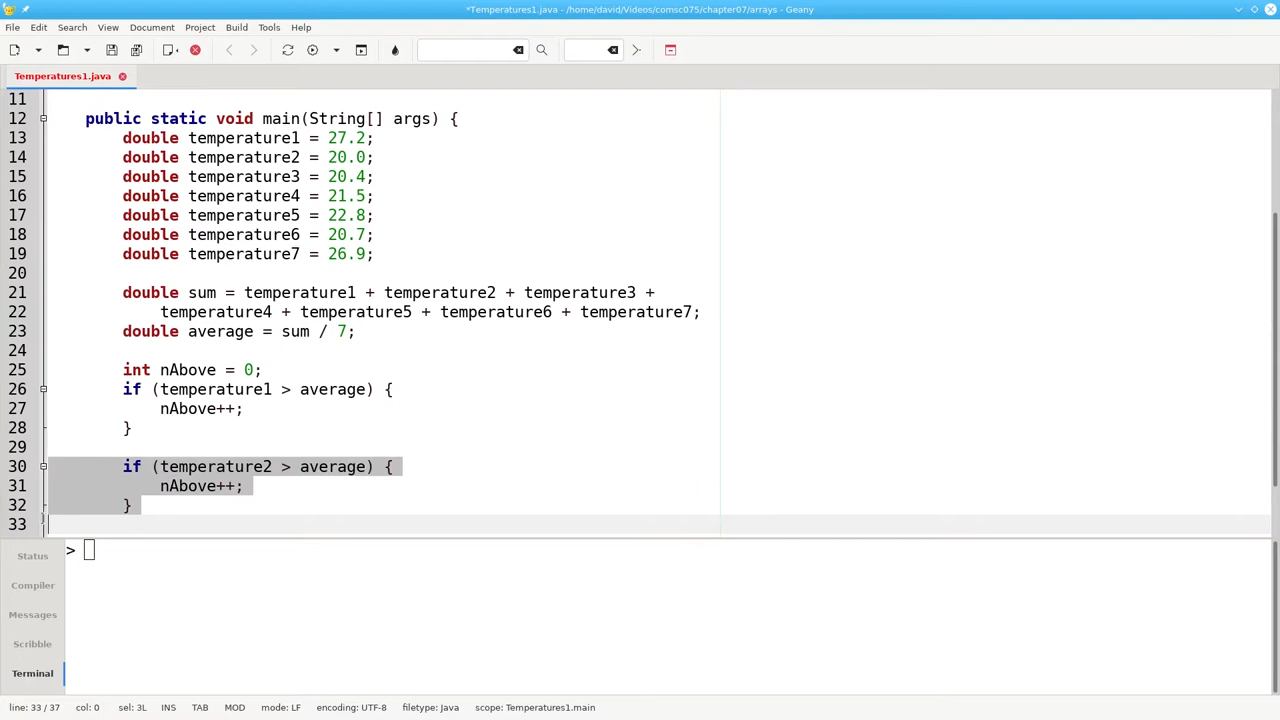 *Temperatures1.java - /home/david/Videos/comsc075/chapter07/arrays - Geany
File Edit Search View Document Project Build Tools Help
Temperatures1.java
11
12 public static void main(String[] args) {
13 double temperature1 = 27.2;
14 double temperature2 = 20.0;
15 double temperature3 = 20.4;
16 double temperature4 = 21.5;
17 double temperature5 = 22.8;
18 double temperature6 = 20.7;
19 double temperature7 = 26.9;
20
21 double sum = temperature1 + temperature2 + temperature3 +
22 temperature4 + temperature5 + temperature6 + temperature7;
23 double average = sum / 7;
24
25 int nAbove = 0;
26 if (temperature1 > average) {
27 nAbove++;
28 }
29
30 if (temperature2 > average) {
31 nAbove++;
32 }
33
>
Status
Compiler
Messages
Scribble
Terminal
line: 33 / 37 col: 0 sel: 3L INS TAB MOD mode: LF encoding: UTF-8 filetype: Java scope: Temperatures1.main